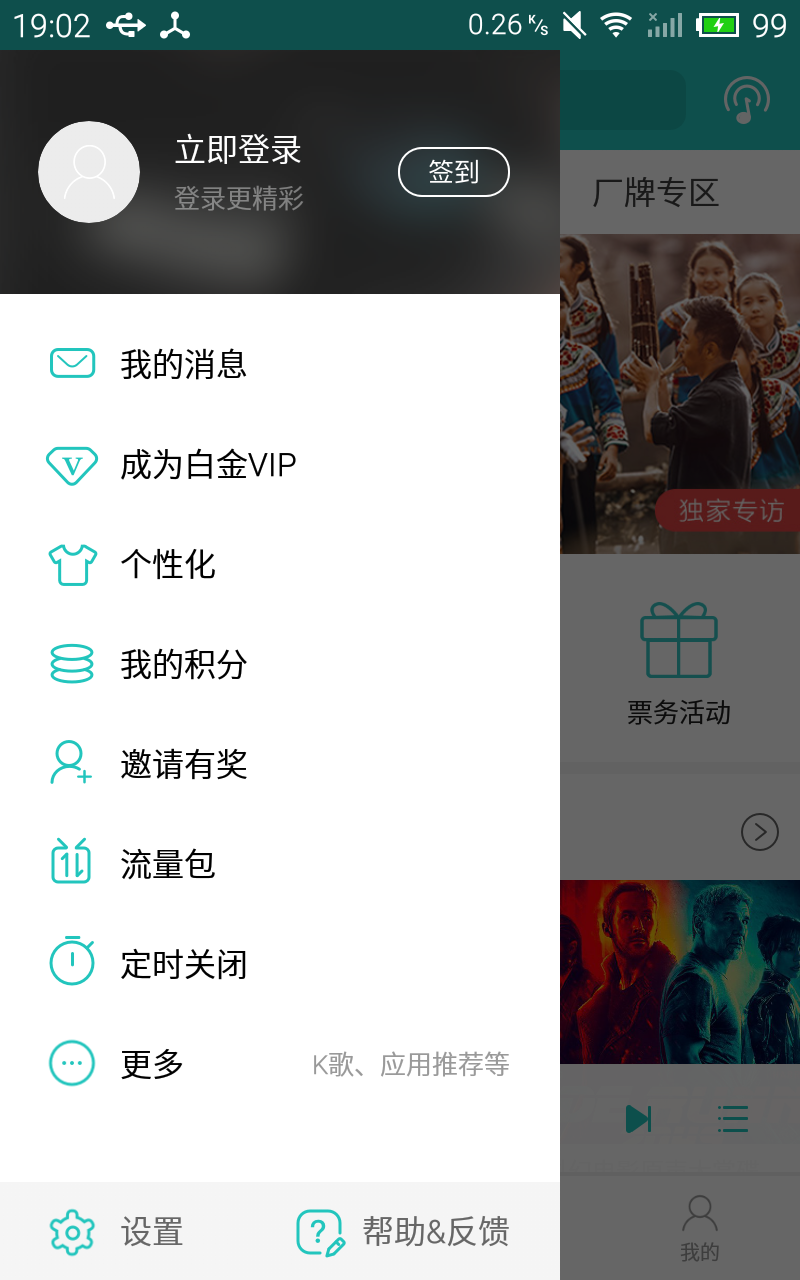 19:02
0.26 K/s
99
立即登录
登录更精彩
签到
厂牌专区
独家专访
我的消息
成为白金VIP
个性化
我的积分
邀请有奖
流量包
定时关闭
更多
K歌、应用推荐等
票务活动
设置
帮助&反馈
我的